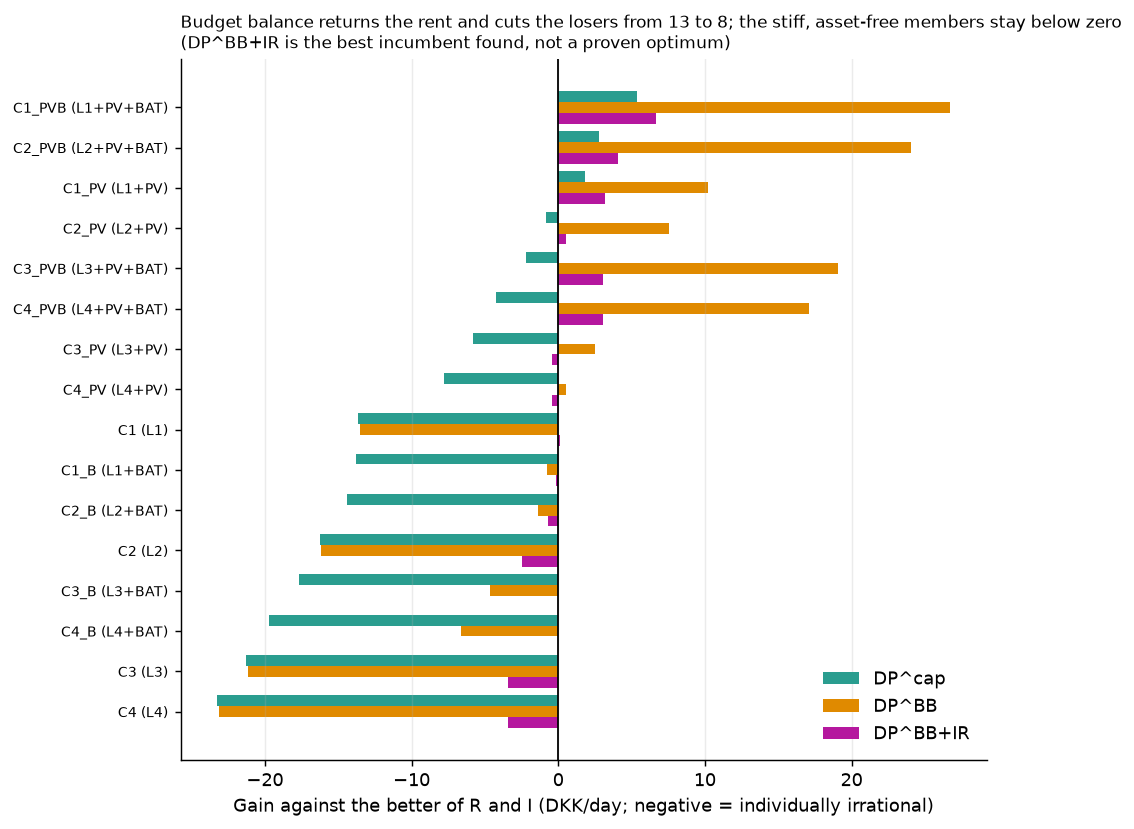 Budget balance returns the rent and cuts the losers from 13 to 8; the stiff, asset-free members stay below zero
(DP^BB+IR is the best incumbent found, not a proven optimum)
C1_PVB (L1+PV+BAT)
C2_PVB (L2+PV+BAT)
C1_PV (L1+PV)
C2_PV (L2+PV)
C3_PVB (L3+PV+BAT)
C4_PVB (L4+PV+BAT)
C3_PV (L3+PV)
C4_PV (L4+PV)
C1 (L1)
C1_B (L1+BAT)
C2_B (L2+BAT)
C2 (L2)
C3_B (L3+BAT)
C4_B (L4+BAT)
C3 (L3)
C4 (L4)
DP^cap
DP^BB
DP^BB+IR
−20 −10 0 10 20
Gain against the better of R and I (DKK/day; negative = individually irrational)